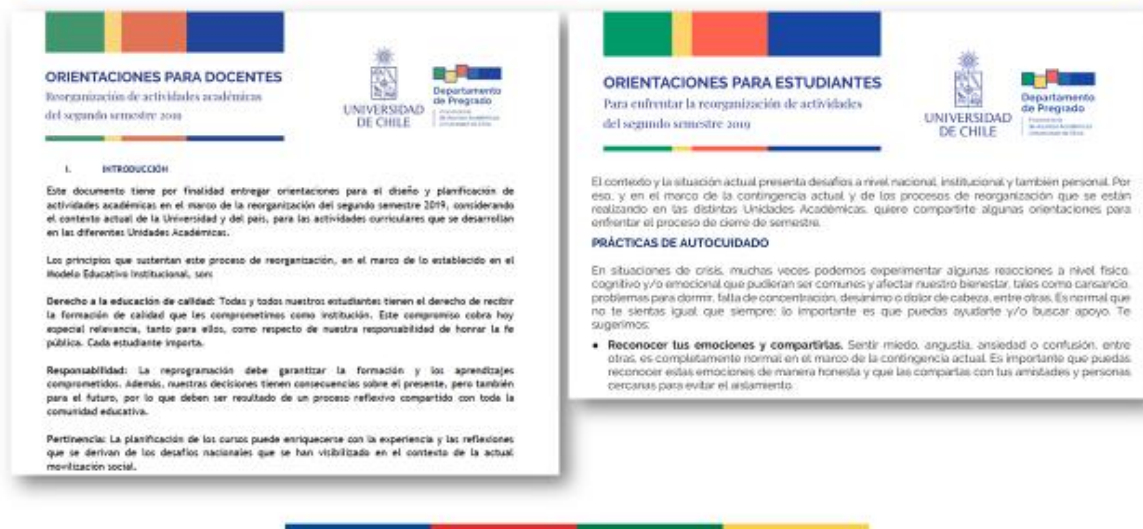 ORIENTACIONES PARA DOCENTES
Reorganización de actividades académicas
del segundo semestre 2019
UNIVERSIDAD
DE CHILE
Departamento
de Pregrado
I. INTRODUCCIÓN
Este documento tiene por finalidad entregar orientaciones para el diseño y planificación de
actividades académicas en el marco de la reorganización del segundo semestre 2019, considerando
el contexto actual de la Universidad y del país, para las actividades curriculares que se desarrollan
en las diferentes Unidades Académicas.
Los principios que sustentan este proceso de reorganización, en el marco de lo establecido en el
Modelo Educativo Institucional, son:
Derecho a la educación de calidad: Todas y todos nuestros estudiantes tienen el derecho de recibir
la formación de calidad que les comprometimos como institución. Este compromiso cobra hoy
especial relevancia, tanto para ellos, como respecto de nuestra responsabilidad de honrar la fe
pública. Cada estudiante importa.
Responsabilidad: La reprogramación debe garantizar la formación y los aprendizajes
comprometidos. Además, nuestras decisiones tienen consecuencias sobre el presente, pero también
para el futuro, por lo que deben ser resultado de un proceso reflexivo compartido con toda la
comunidad educativa.
Pertinencia: La planificación de los cursos puede enriquecerse con la experiencia y las reflexiones
que se derivan de los desafíos nacionales que se han visibilizado en el contexto de la actual
movilización social.
ORIENTACIONES PARA ESTUDIANTES
Para enfrentar la reorganización de actividades
del segundo semestre 2019
UNIVERSIDAD
DE CHILE
Departamento
de Pregrado
El contexto y la situación actual presenta desafíos a nivel nacional, institucional y también personal. Por
eso, y en el marco de la contingencia actual y de los procesos de reorganización que se están
realizando en las distintas Unidades Académicas, quiere compartirte algunas orientaciones para
enfrentar el proceso de cierre de semestre.
PRÁCTICAS DE AUTOCUIDADO
En situaciones de crisis, muchas veces podemos experimentar algunas reacciones a nivel físico,
cognitivo y/o emocional que pudieran ser comunes y afectar nuestro bienestar, tales como cansancio,
problemas para dormir, falta de concentración, desánimo o dolor de cabeza, entre otras. Es normal que
no te sientas igual que siempre; lo importante es que puedas ayudarte y/o buscar apoyo. Te
sugerimos:
• Reconocer tus emociones y compartirlas. Sentir miedo, angustia, ansiedad o confusión, entre
otras, es completamente normal en el marco de la contingencia actual. Es importante que puedas
reconocer estas emociones de manera honesta y que las compartas con tus amistades y personas
cercanas para evitar el aislamiento.